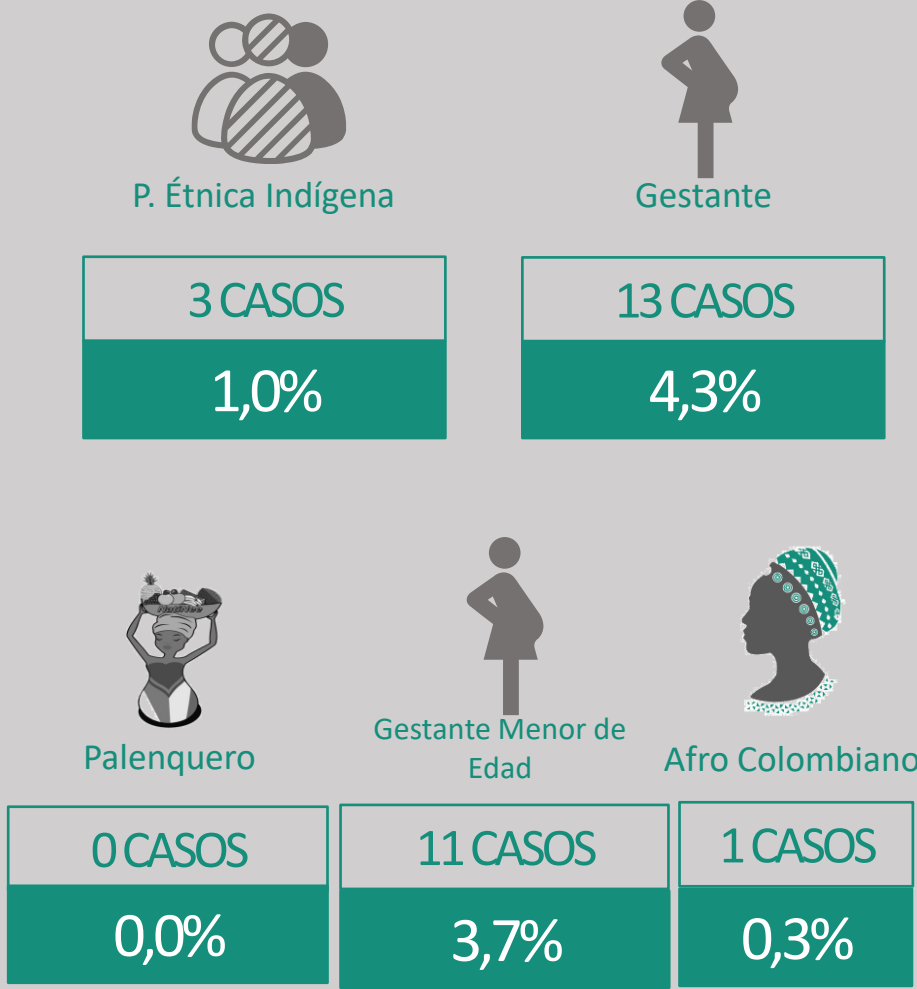 P. Étnica Indígena
Gestante
3 CASOS
13 CASOS
1,0%
4,3%
Palenquero
Gestante Menor de
Edad
Afro Colombiano
0 CASOS
11 CASOS
1 CASOS
0,0%
3,7%
0,3%